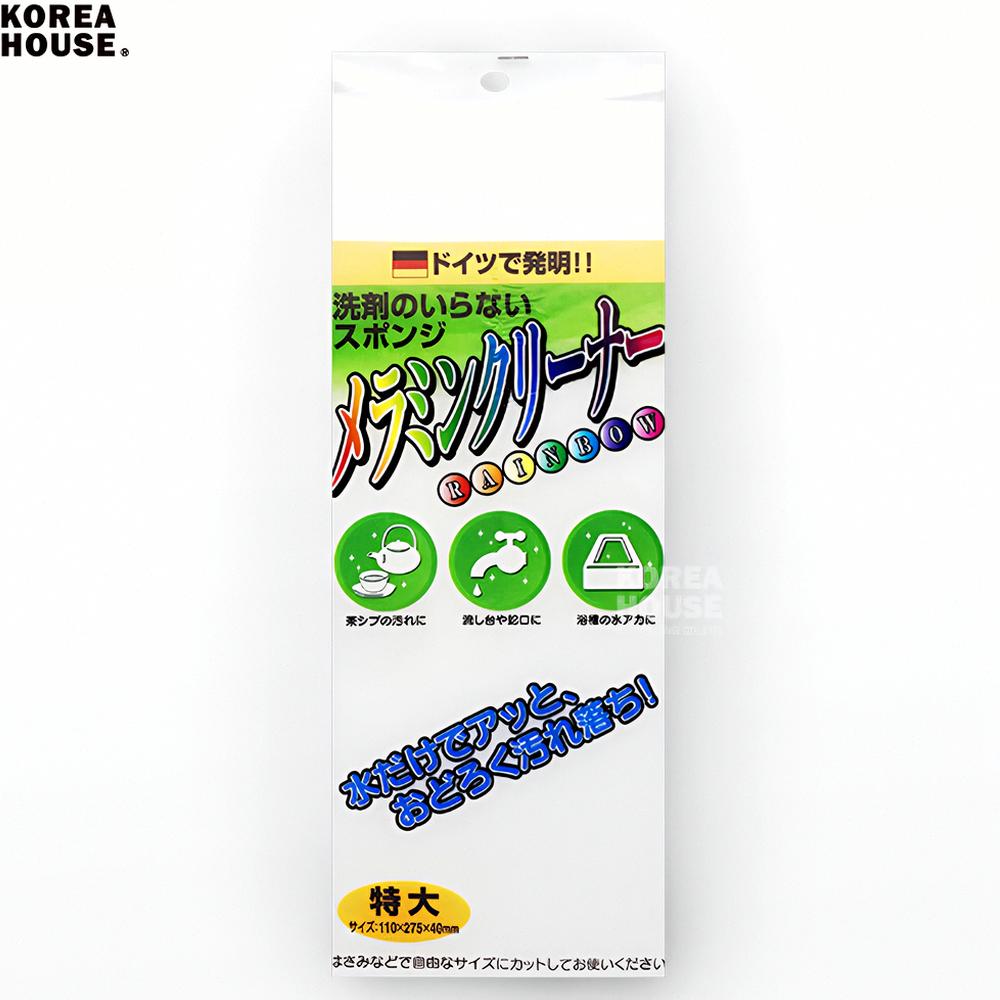 KOREA
HOUSE®
ドイツで発明!!
洗剤のいらない
スポンジ
メラミンクリーナー
RAINBOW
茶シブの汚れに
流し台や蛇口に
浴槽の水アカに
KOREA
HOUSE
水だけでアッと、
おどろく汚れ落ち!
特大
サイズ:110×275×40mm
はさみなどで自由なサイズにカットしてお使いください